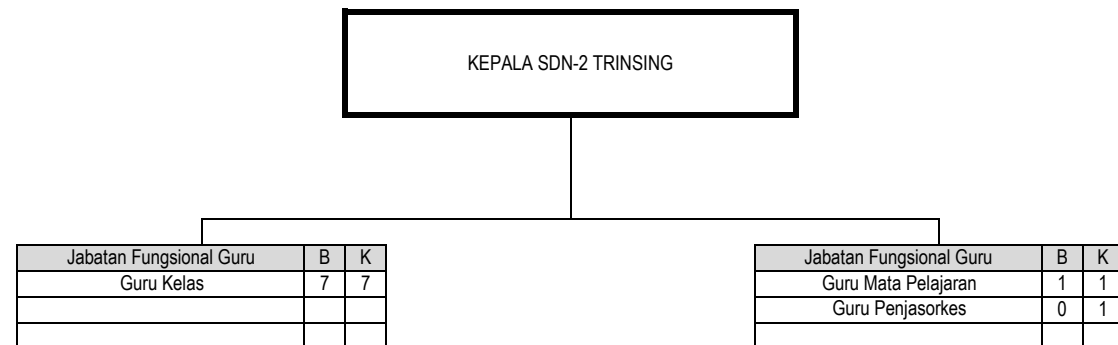 KEPALA SDN-2 TRINSING
Jabatan Fungsional Guru B K
Guru Kelas 7 7
Jabatan Fungsional Guru B K
Guru Mata Pelajaran 1 1
Guru Penjasorkes 0 1